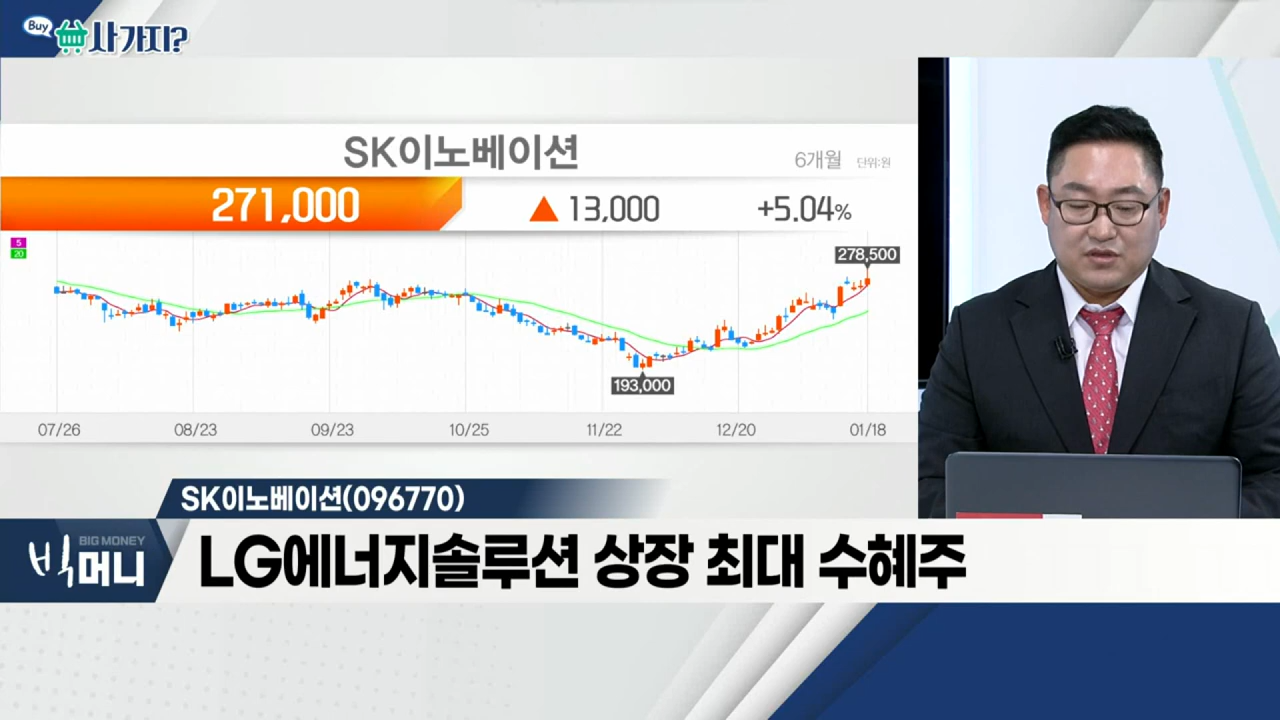 Buy
사 가지?
SK이노베이션
6개월 단위:원
271,000 ▲ 13,000 +5.04%
5
20
278,500
193,000
07/26 08/23 09/23 10/25 11/22 12/20 01/18
SK이노베이션(096770)
BIG MONEY
빅머니
LG에너지솔루션 상장 최대 수혜주